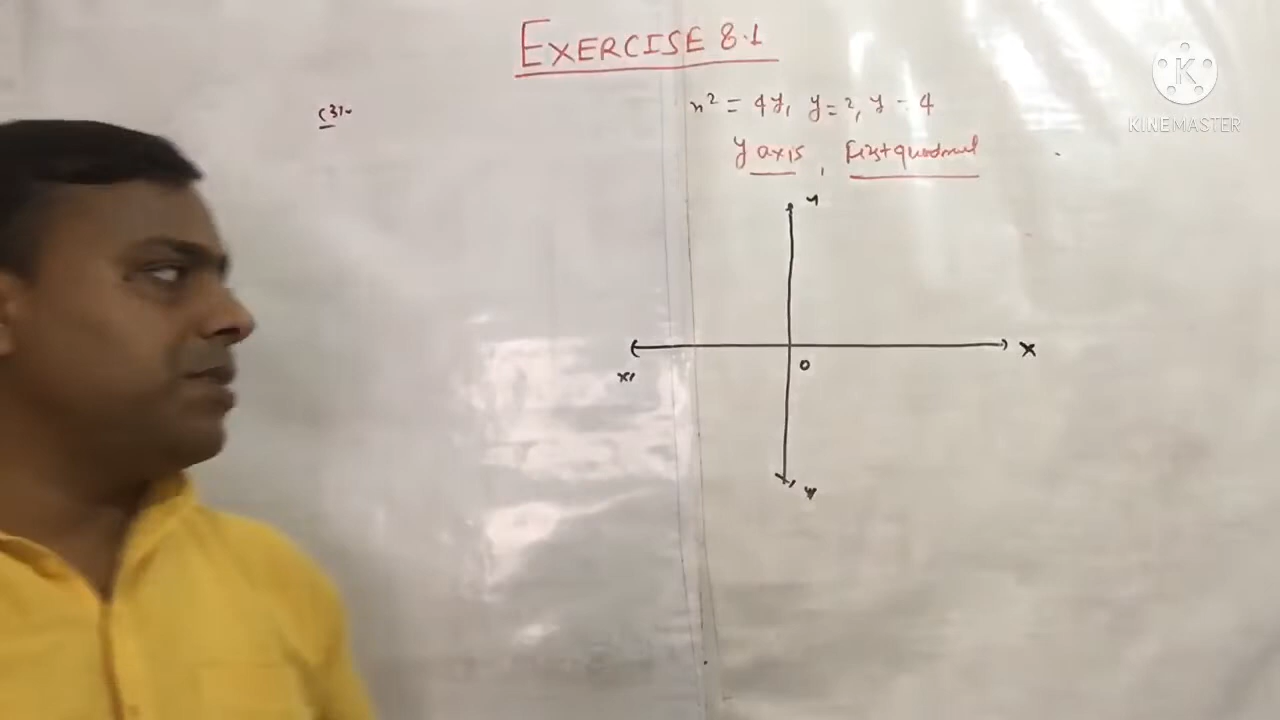 EXERCISE 8.1
K
KINEMASTER
(3)~
x² = 4y, y = 2, y = 4
y axis, First quadrant
Y
X' O X
Y'